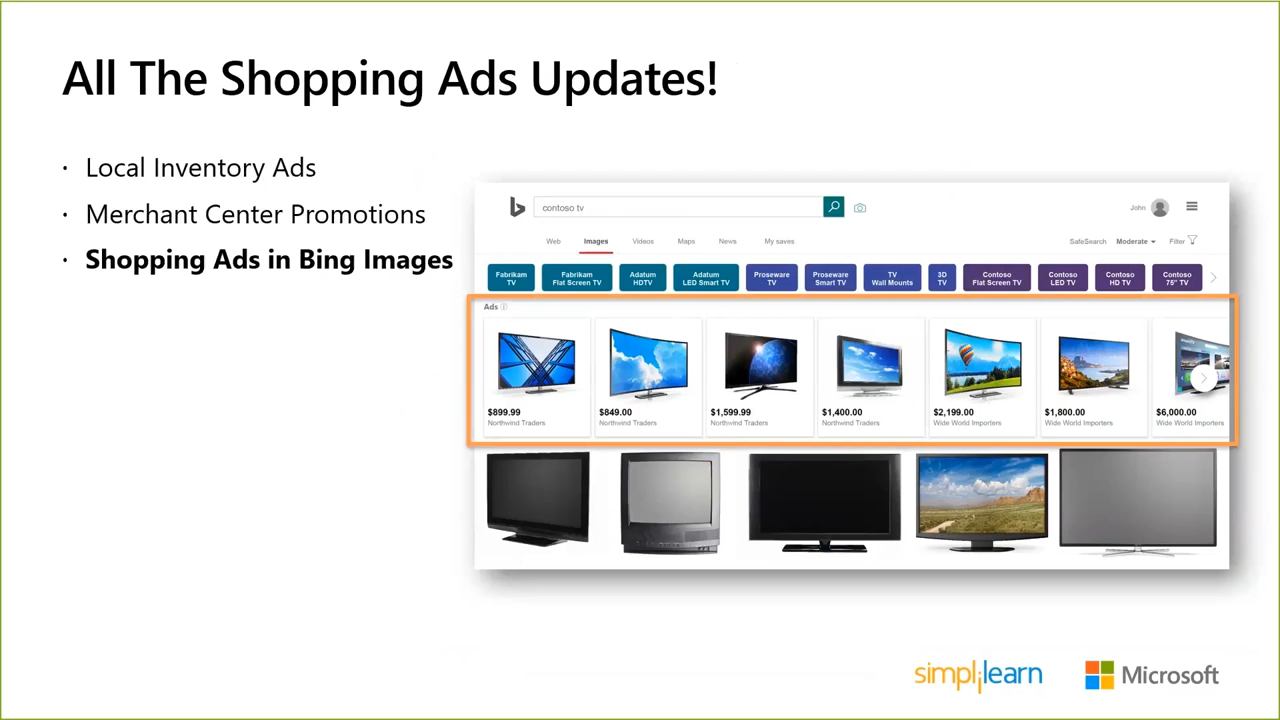 All The Shopping Ads Updates!
· Local Inventory Ads
· Merchant Center Promotions
· Shopping Ads in Bing Images
contoso tv
John
Web Images Videos Maps News My saves
SafeSearch Moderate Filter
Fabrikam TV
Fabrikam Flat Screen TV
Adatum HDTV
Adatum LED Smart TV
Proseware TV
Proseware Smart TV
TV Wall Mounts
3D TV
Contoso Flat Screen TV
Contoso LED TV
Contoso HD TV
Contoso 75" TV
Ads
$899.99 $849.00 $1,599.99 $1,400.00 $2,199.00 $1,800.00 $6,000.00
Northwind Traders Northwind Traders Northwind Traders Northwind Traders Wide World Importers Wide World Importers Wide World Importers
simplilearn Microsoft